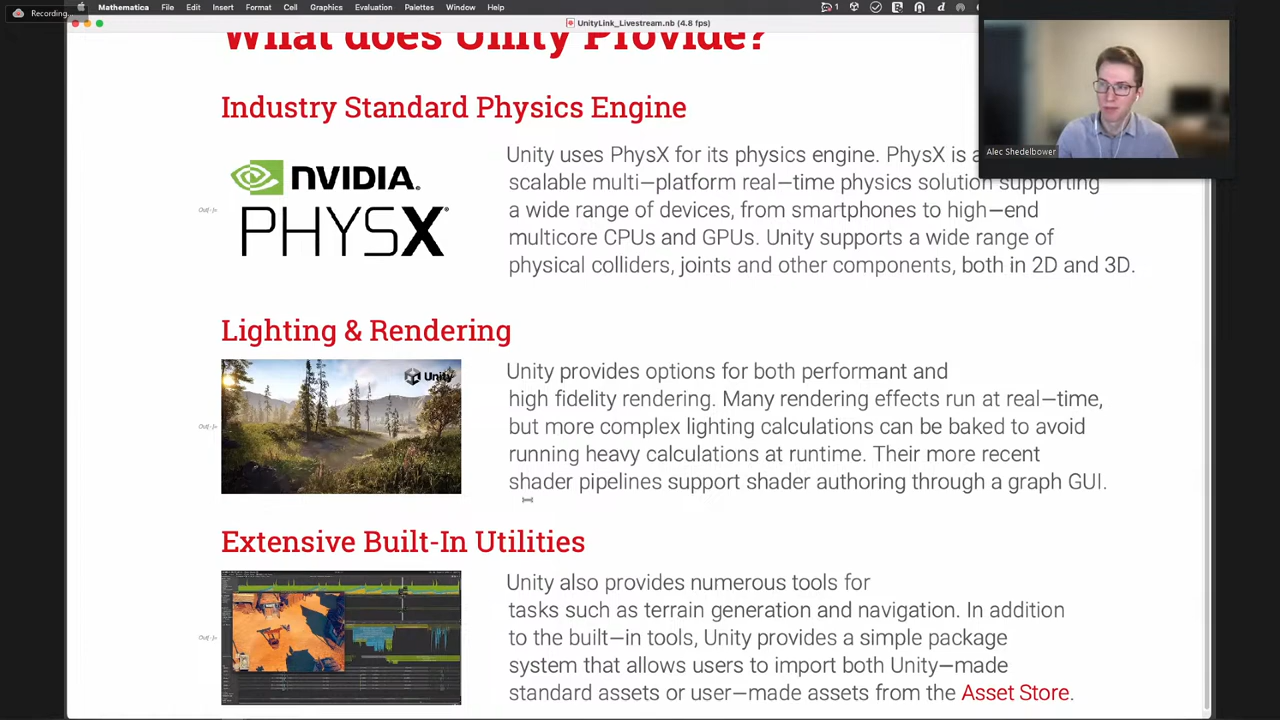 Recording...
Mathematica File Edit Insert Format Cell Graphics Evaluation Palettes Window Help
UnityLink_Livestream.nb (4.8 fps)
What does Unity Provide?
Alec Shedelbower
Industry Standard Physics Engine
Out[-]=
NVIDIA.
PHYSX
Unity uses PhysX for its physics engine. PhysX is a
scalable multi–platform real–time physics solution supporting
a wide range of devices, from smartphones to high–end
multicore CPUs and GPUs. Unity supports a wide range of
physical colliders, joints and other components, both in 2D and 3D.
Lighting & Rendering
Out[-]=
Unity
Unity provides options for both performant and
high fidelity rendering. Many rendering effects run at real–time,
but more complex lighting calculations can be baked to avoid
running heavy calculations at runtime. Their more recent
shader pipelines support shader authoring through a graph GUI.
Extensive Built-In Utilities
Out[-]=
Unity also provides numerous tools for
tasks such as terrain generation and navigation. In addition
to the built–in tools, Unity provides a simple package
system that allows users to import both Unity–made
standard assets or user–made assets from the Asset Store.